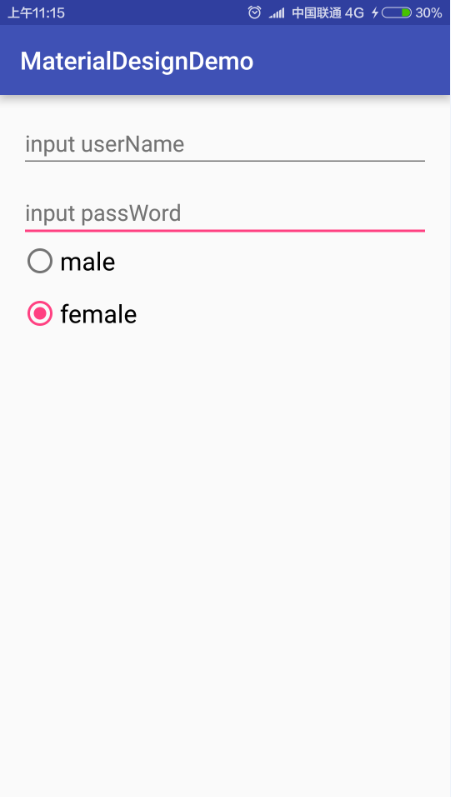 上午11:15 中国联通 4G 30%
MaterialDesignDemo
input userName
input passWord
male
female